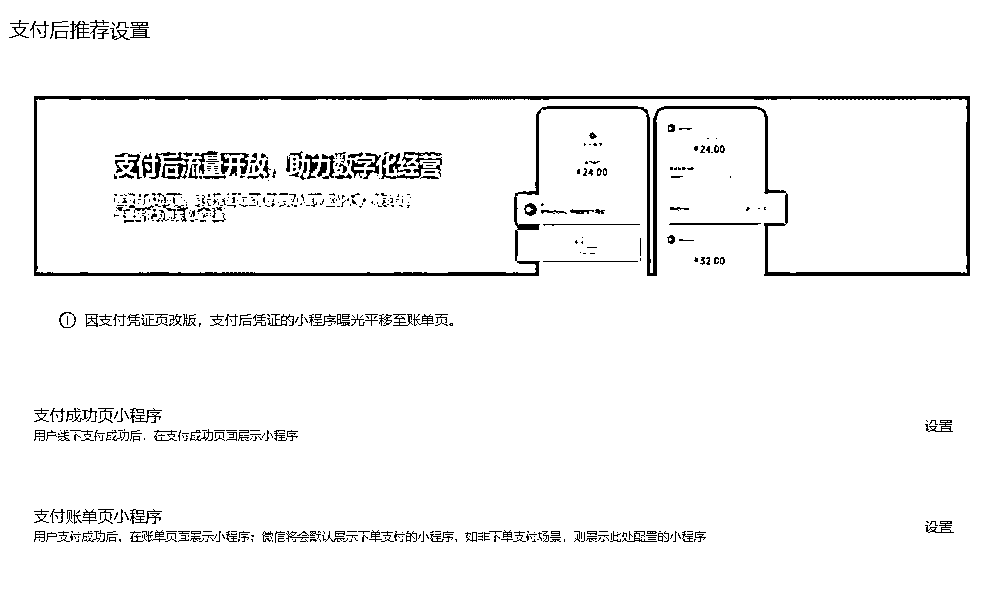 支付后推荐设置
支付后流量开放，助力数字化经营
¥24.00
¥24.00
¥32.00
因支付凭证页改版，支付后凭证的小程序曝光平移至账单页。
支付成功页小程序
用户线下支付成功后，在支付成功页面展示小程序
设置
支付账单页小程序
用户支付成功后，在账单页面展示小程序；微信将会默认展示下单支付的小程序，如非下单支付场景，则展示此处配置的小程序
设置